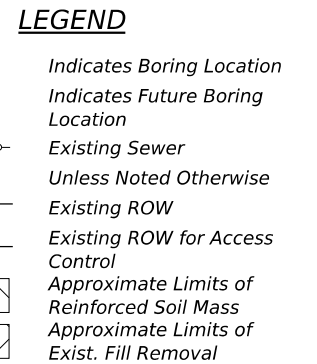 LEGEND
Indicates Boring Location
Indicates Future Boring
Location
Existing Sewer
Unless Noted Otherwise
Existing ROW
Existing ROW for Access
Control
Approximate Limits of
Reinforced Soil Mass
Approximate Limits of
Exist. Fill Removal